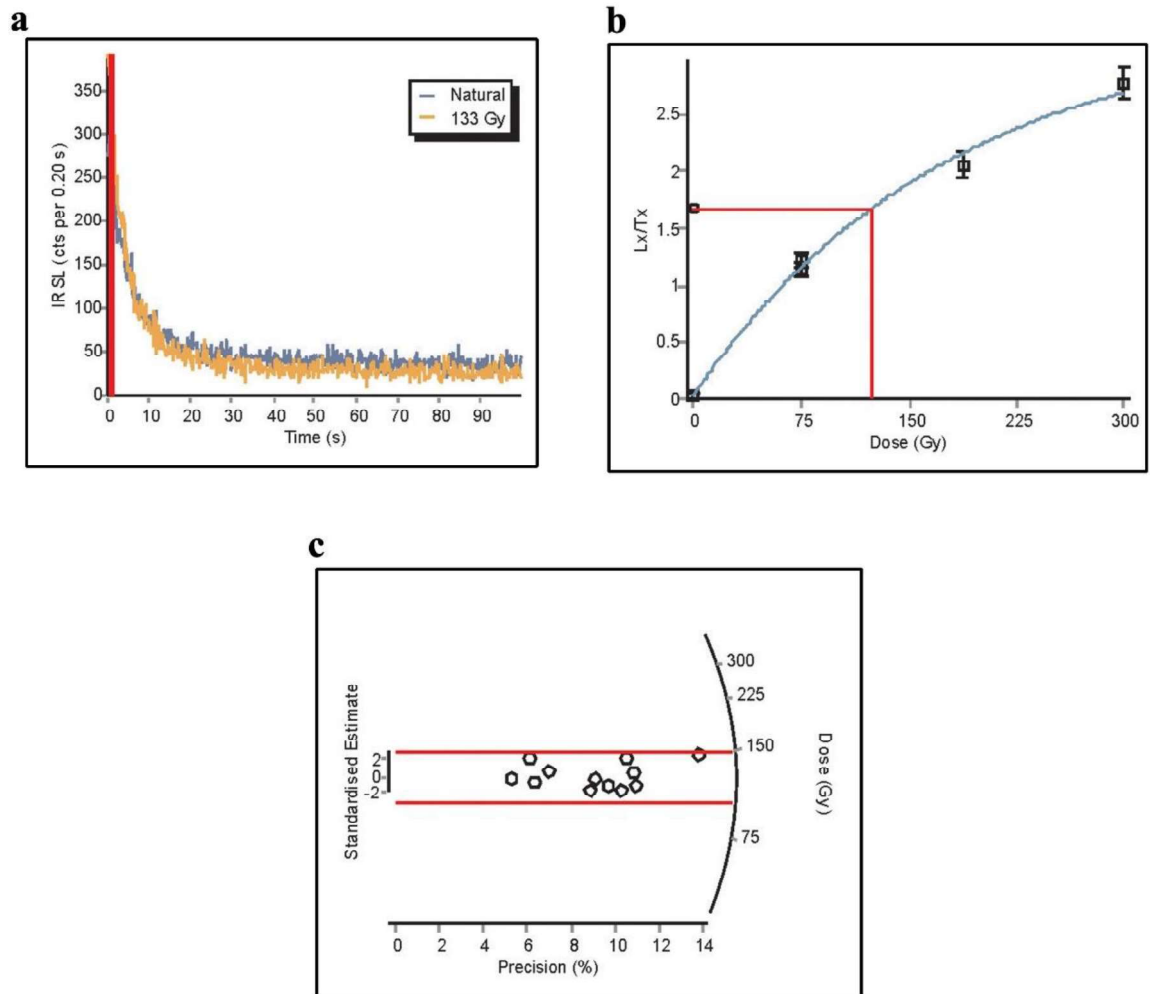 a
IR SL (cts per 0.20 s)
350
300
250
200
150
100
50
0
Natural
133 Gy
0 10 20 30 40 50 60 70 80 90
Time (s)
b
Lx/Tx
2.5
2
1.5
1
0.5
0
0 75 150 225 300
Dose (Gy)
c
Standardised Estimate
2
0
-2
300
225
150
75
Dose (Gy)
0 2 4 6 8 10 12 14
Precision (%)